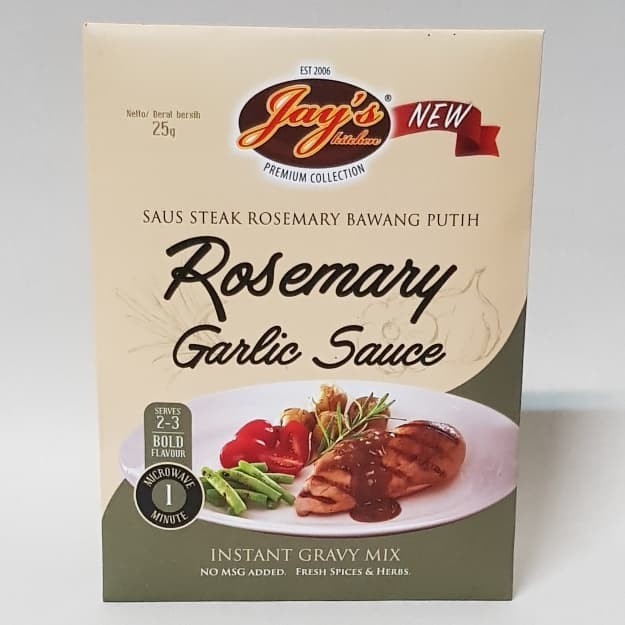 EST 2006
Jay's ®
kitchen
NEW
PREMIUM COLLECTION
Netto/ Berat bersih
25g
SAUS STEAK ROSEMARY BAWANG PUTIH
Rosemary
Garlic Sauce
SERVES
2-3
BOLD
FLAVOUR
MICROWAVE
1
MINUTE
INSTANT GRAVY MIX
NO MSG ADDED. FRESH SPICES & HERBS.